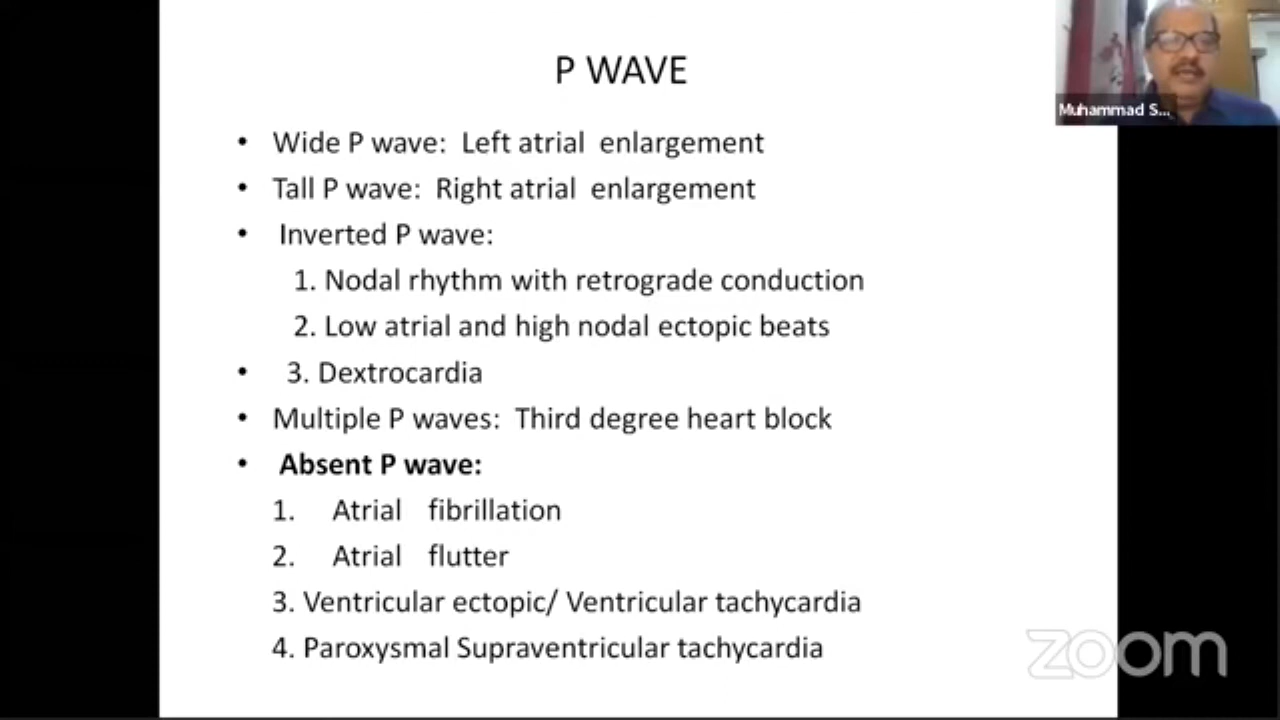 P WAVE
Muhammad S...
• Wide P wave: Left atrial enlargement
• Tall P wave: Right atrial enlargement
• Inverted P wave:
1. Nodal rhythm with retrograde conduction
2. Low atrial and high nodal ectopic beats
• 3. Dextrocardia
• Multiple P waves: Third degree heart block
• Absent P wave:
1. Atrial fibrillation
2. Atrial flutter
3. Ventricular ectopic/ Ventricular tachycardia
4. Paroxysmal Supraventricular tachycardia
zoom